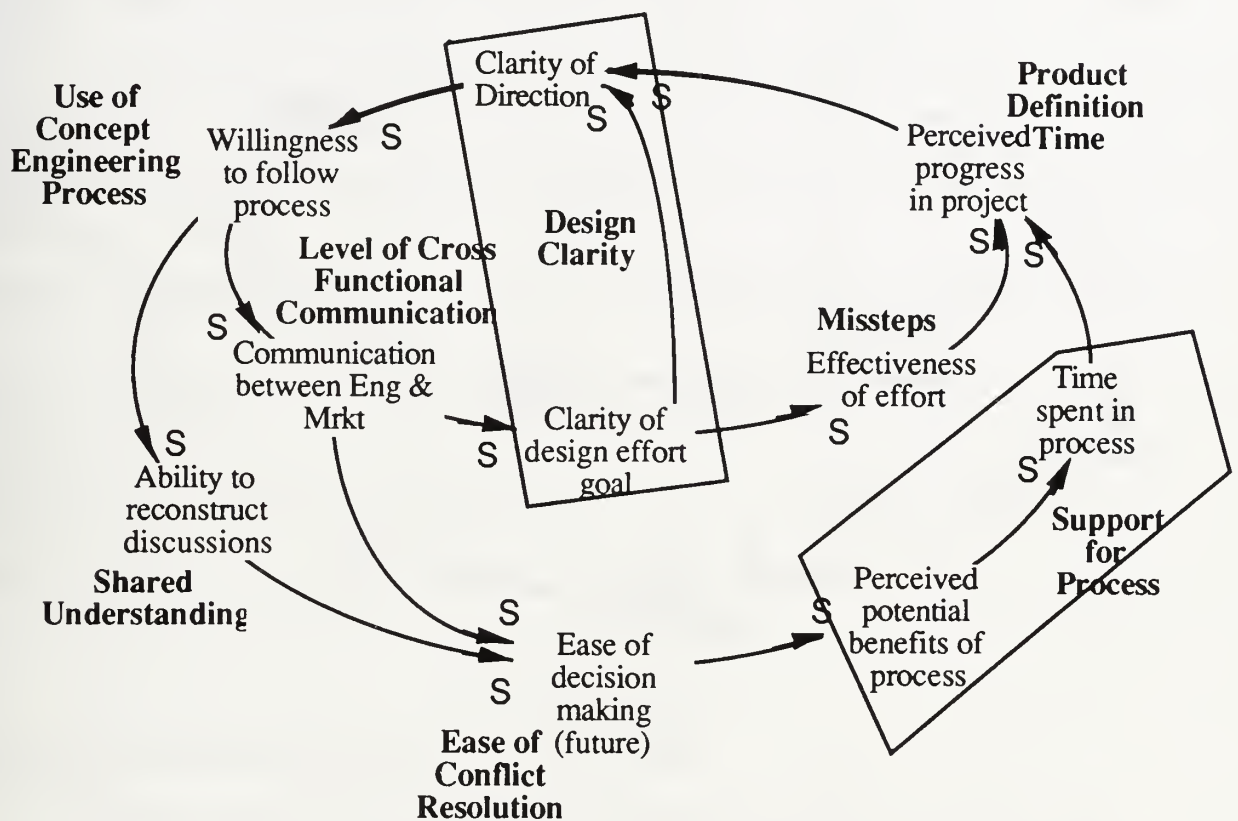 Clarity of
Direction
S
S
Use of
Concept
Engineering
Process
Willingness
to follow
process
S
Product
Definition
Time
Perceived
progress
in project
S
S
Design
Clarity
Level of Cross
Functional
Communication
S
Communication
between Eng &
Mrkt
Missteps
Effectiveness
of effort
S
Time
spent in
process
S
Clarity of
design effort
goal
S
S
Ability to
reconstruct
discussions
Shared
Understanding
Support
for
Process
Perceived
potential
benefits of
process
S
S
S
Ease of
decision
making
(future)
Ease of
Conflict
Resolution